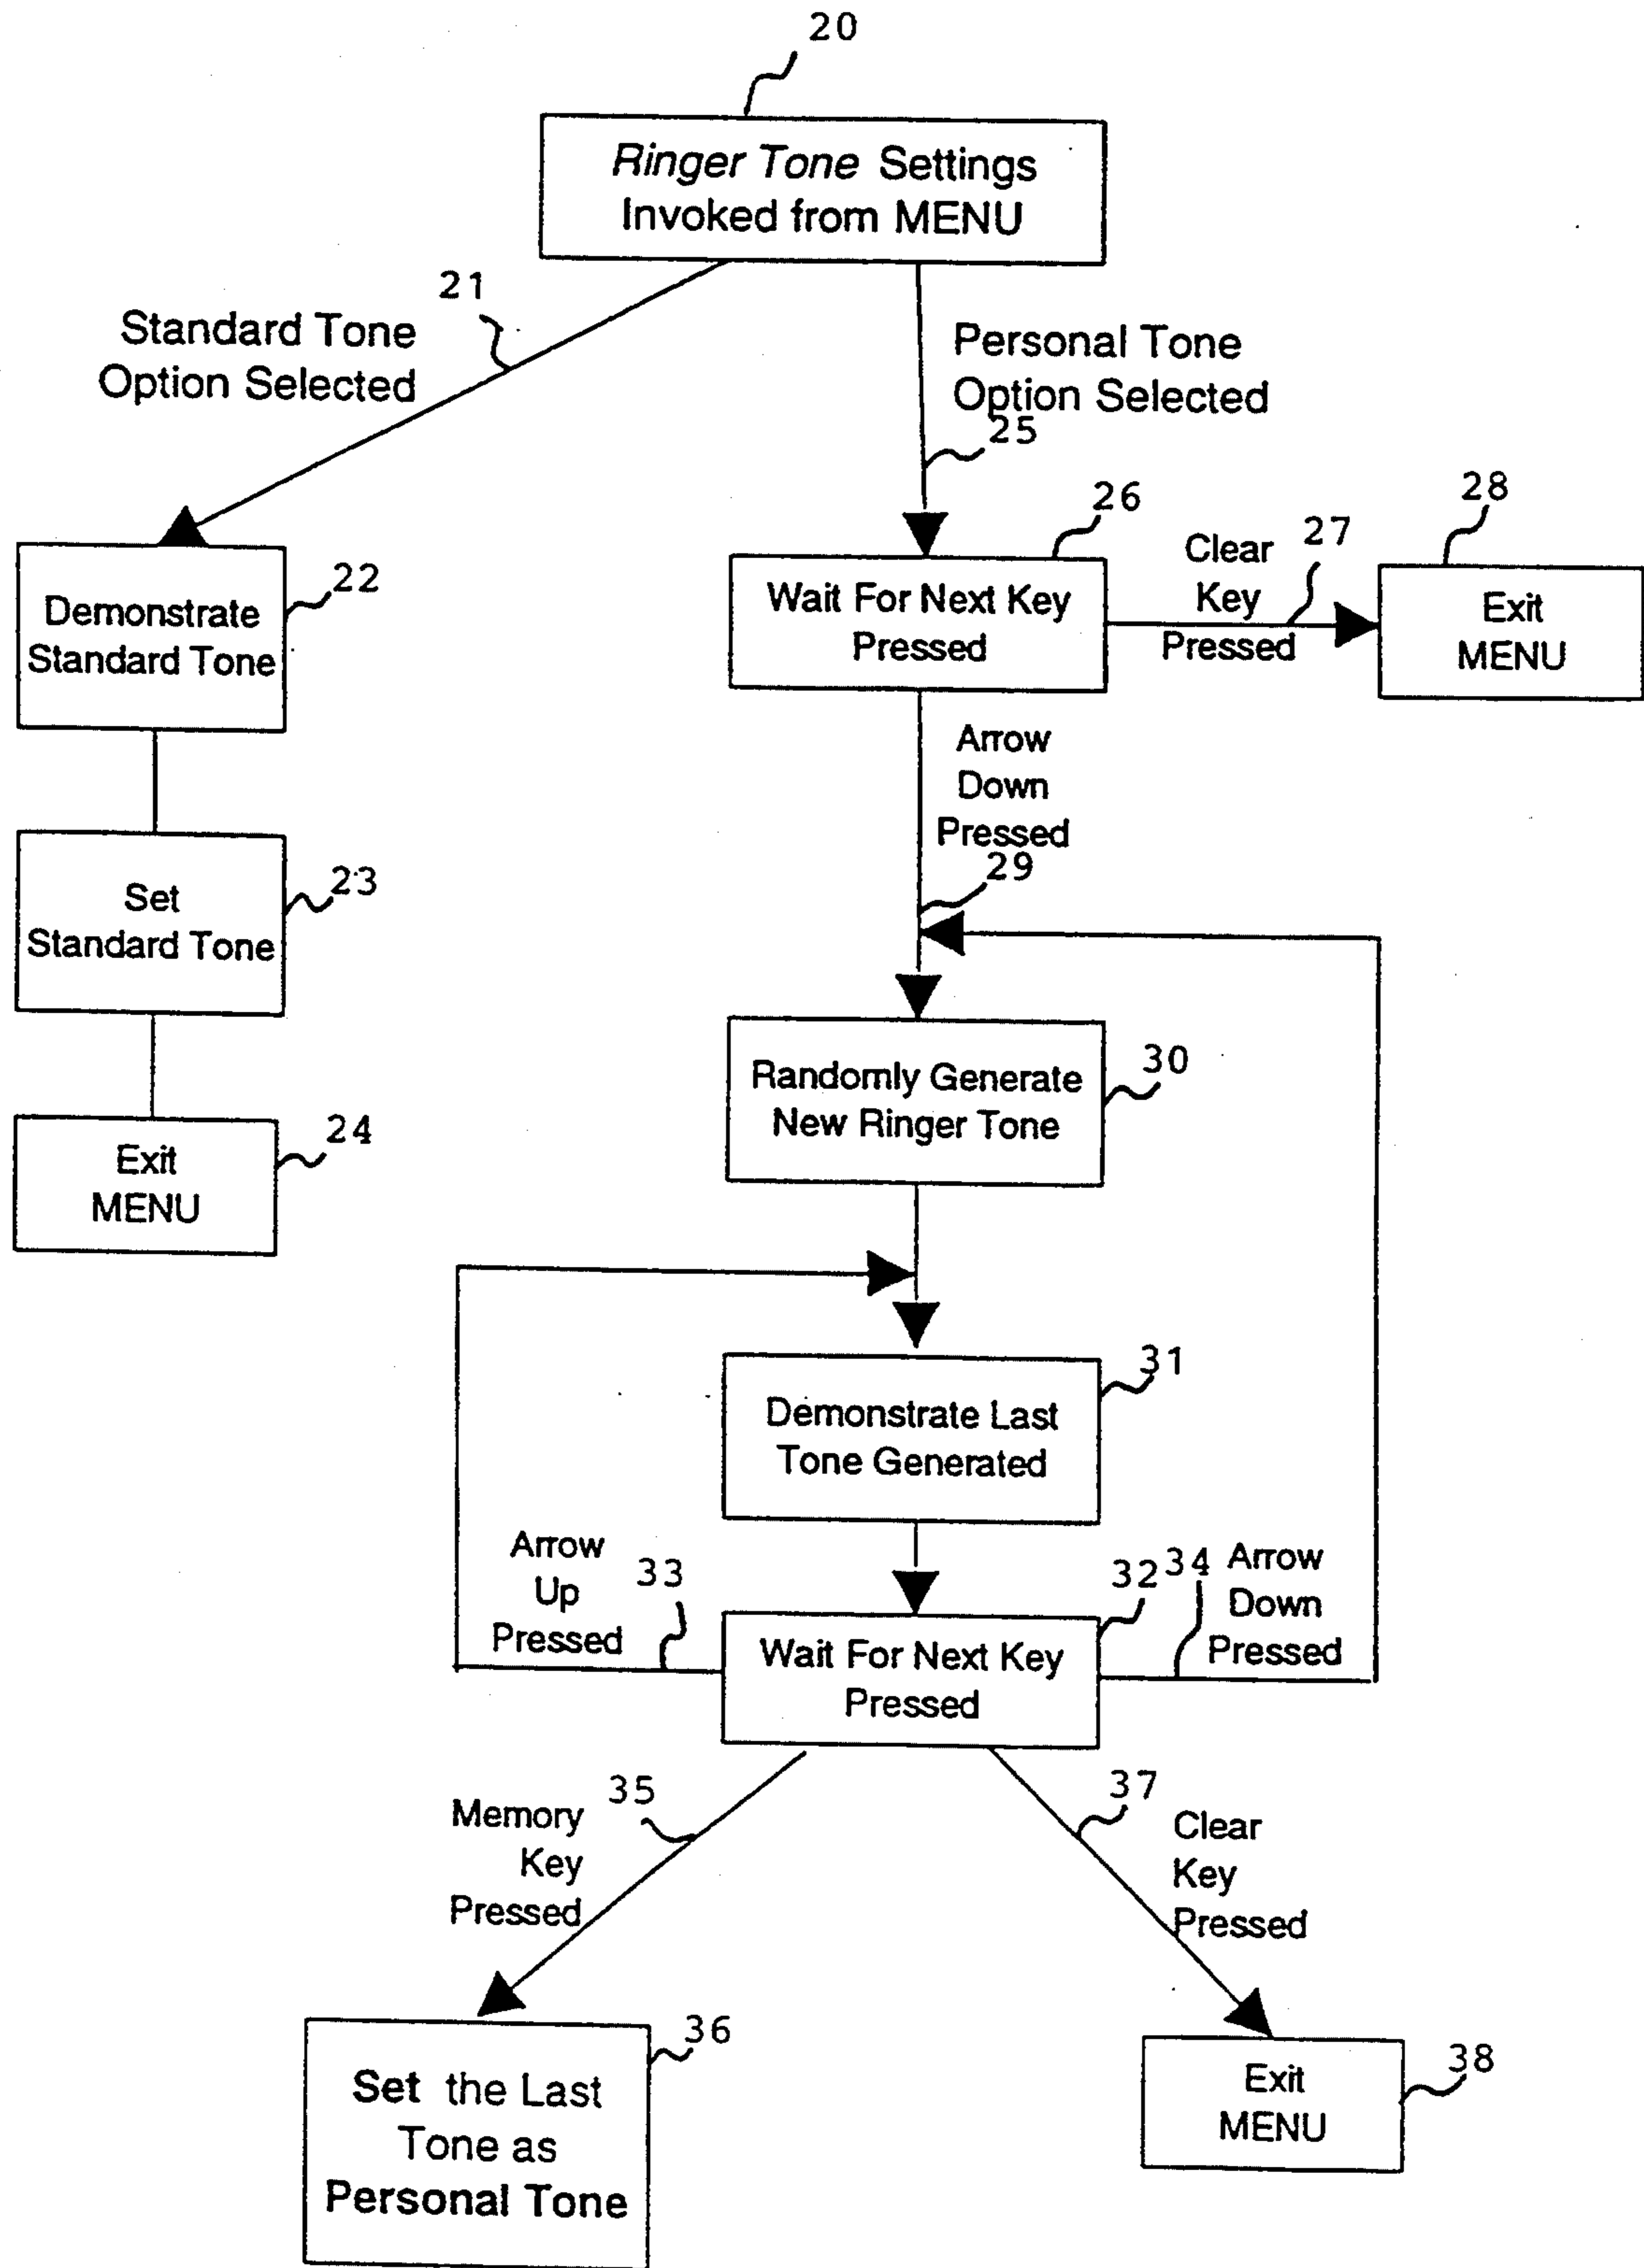 20
Ringer Tone Settings
Invoked from MENU
21
Standard Tone
Option Selected
Personal Tone
Option Selected
25
26
27
28
Clear
Key
Pressed
Wait For Next Key
Pressed
Exit
MENU
22
Demonstrate
Standard Tone
Arrow
Down
Pressed
29
23
Set
Standard Tone
30
Randomly Generate
New Ringer Tone
24
Exit
MENU
31
Demonstrate Last
Tone Generated
Arrow
Up
Pressed
33
32
34
Arrow
Down
Pressed
Wait For Next Key
Pressed
35
Memory
Key
Pressed
37
Clear
Key
Pressed
36
Set the Last
Tone as
Personal Tone
38
Exit
MENU